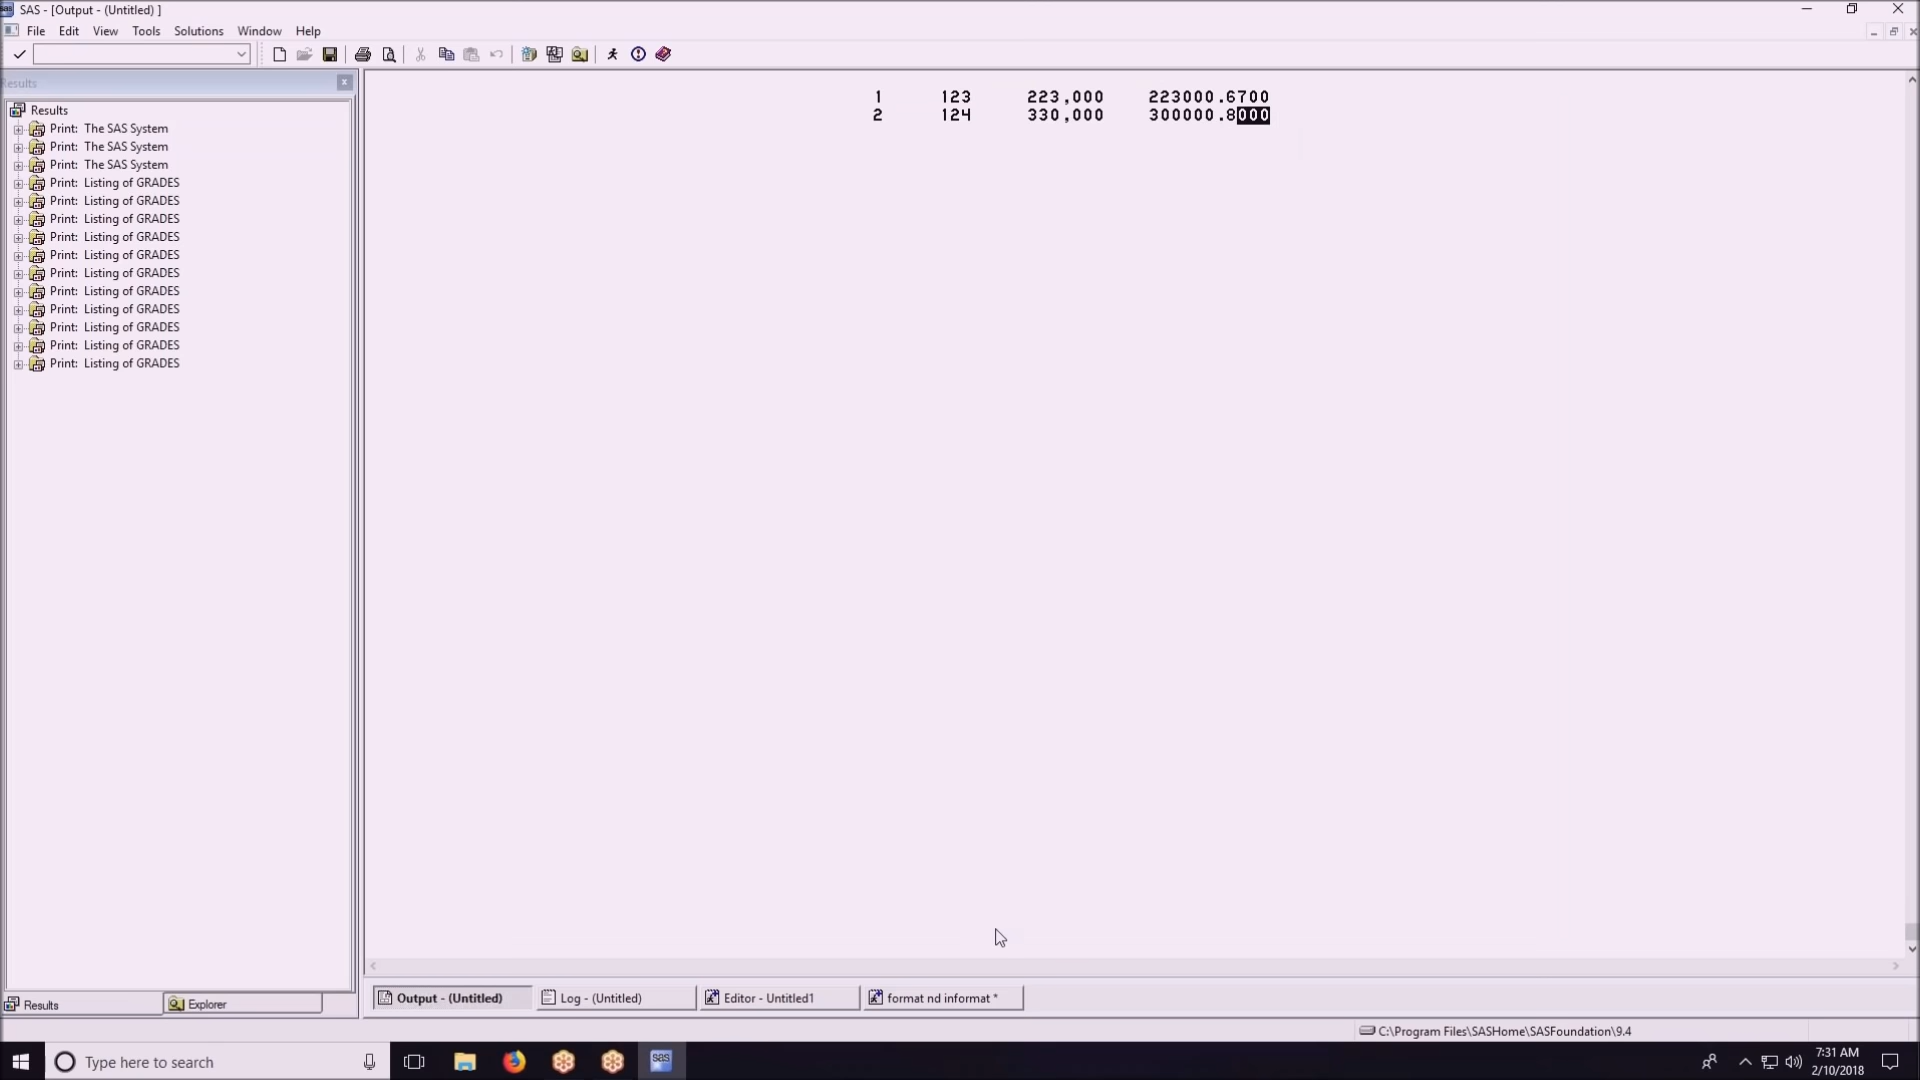 SAS - [Output - (Untitled) ]
File Edit View Tools Solutions Window Help
Results
Results
Print: The SAS System
Print: The SAS System
Print: The SAS System
Print: Listing of GRADES
Print: Listing of GRADES
Print: Listing of GRADES
Print: Listing of GRADES
Print: Listing of GRADES
Print: Listing of GRADES
Print: Listing of GRADES
Print: Listing of GRADES
Print: Listing of GRADES
Print: Listing of GRADES
Print: Listing of GRADES
1 123 223,000 223000.6700
2 124 330,000 300000.8000
Results Explorer
Output - (Untitled) Log - (Untitled) Editor - Untitled1 format nd informat *
C:\Program Files\SASHome\SASFoundation\9.4
Type here to search
sas
7:31 AM
2/10/2018